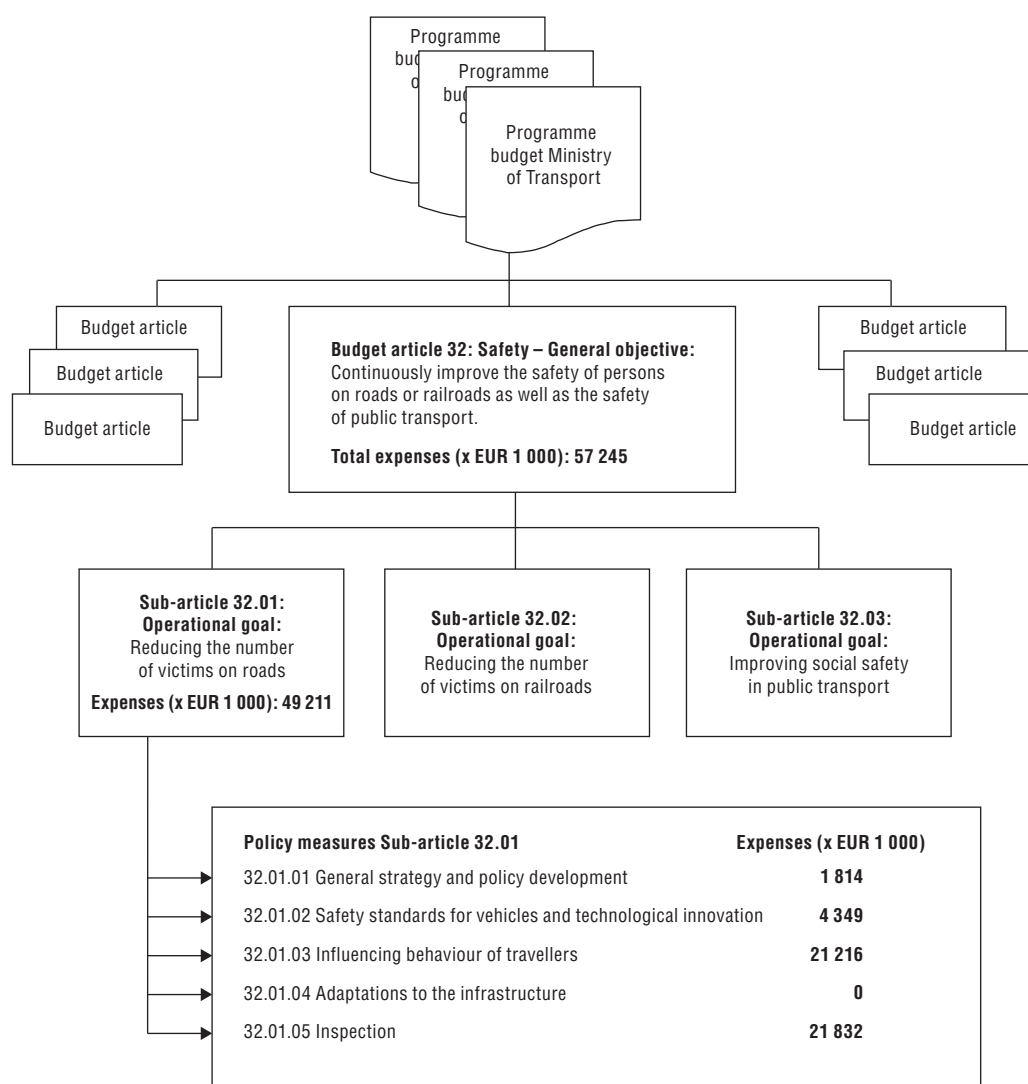 Programme
bud
o
Programme
bud
o
Programme
budget Ministry
of Transport
Budget article
Budget article
Budget article
Budget article 32: Safety – General objective:
Continuously improve the safety of persons
on roads or railroads as well as the safety
of public transport.
Total expenses (x EUR 1 000): 57 245
Budget article
Budget article
Budget article
Sub-article 32.01:
Operational goal:
Reducing the number
of victims on roads
Expenses (x EUR 1 000): 49 211
Sub-article 32.02:
Operational goal:
Reducing the number
of victims on railroads
Sub-article 32.03:
Operational goal:
Improving social safety
in public transport
Policy measures Sub-article 32.01 Expenses (x EUR 1 000)
32.01.01 General strategy and policy development 1 814
32.01.02 Safety standards for vehicles and technological innovation 4 349
32.01.03 Influencing behaviour of travellers 21 216
32.01.04 Adaptations to the infrastructure 0
32.01.05 Inspection 21 832